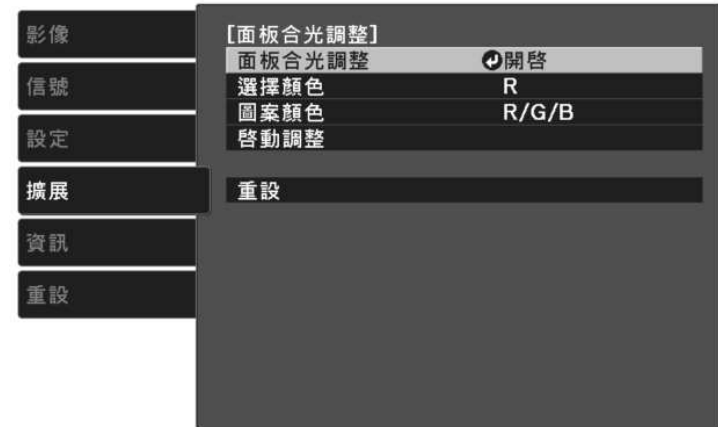 影像
信號
設定
擴展
資訊
重設
[面板合光調整]
面板合光調整 開啓
選擇顏色 R
圖案顏色 R/G/B
啓動調整
重設